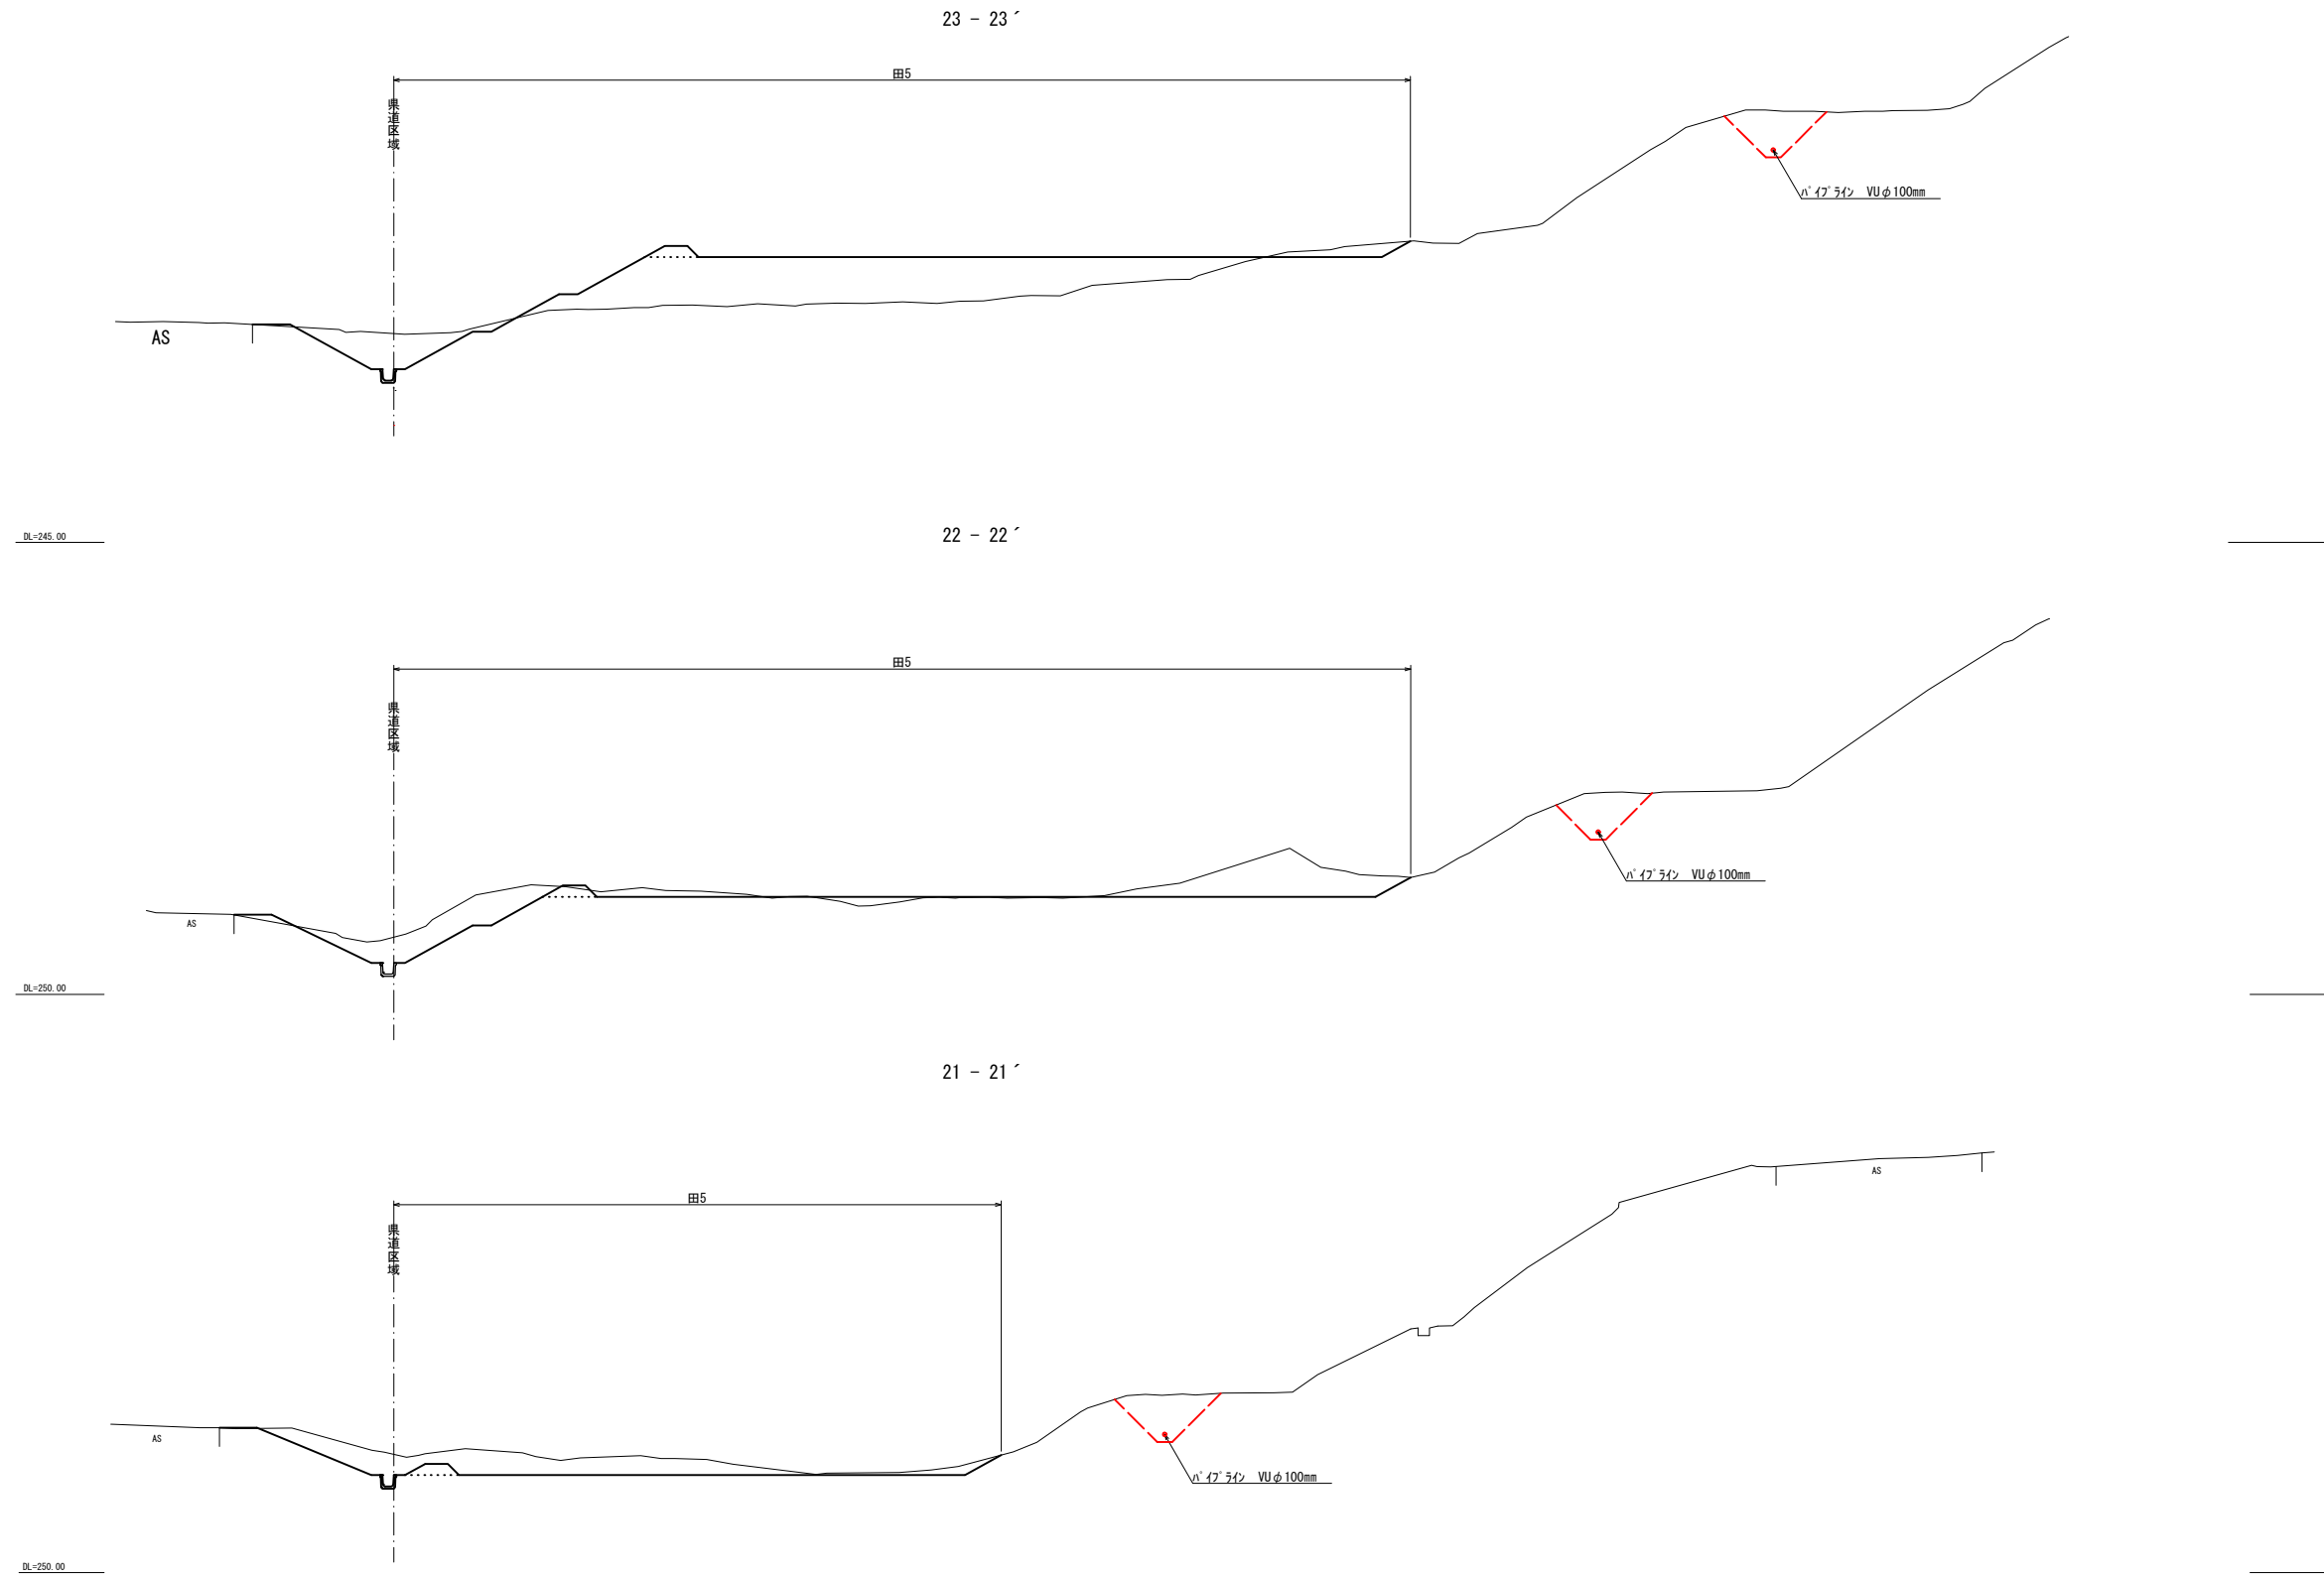 23 − 23´
田5
県道区域
ﾊﾟｲﾌﾟﾗｲﾝ VUφ100mm
AS
DL=245.00
22 − 22´
田5
県道区域
ﾊﾟｲﾌﾟﾗｲﾝ VUφ100mm
AS
DL=250.00
21 − 21´
AS
田5
県道区域
AS
ﾊﾟｲﾌﾟﾗｲﾝ VUφ100mm
DL=250.00